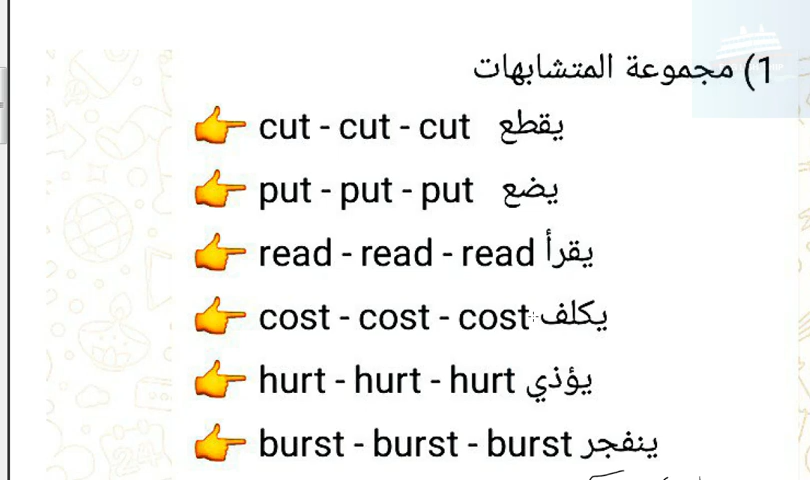 1) مجموعة المتشابهات
👉 cut - cut - cut يقطع
👉 put - put - put يضع
👉 read - read - read يقرأ
👉 cost - cost - cost يكلف
👉 hurt - hurt - hurt يؤذي
👉 burst - burst - burst ينفجر